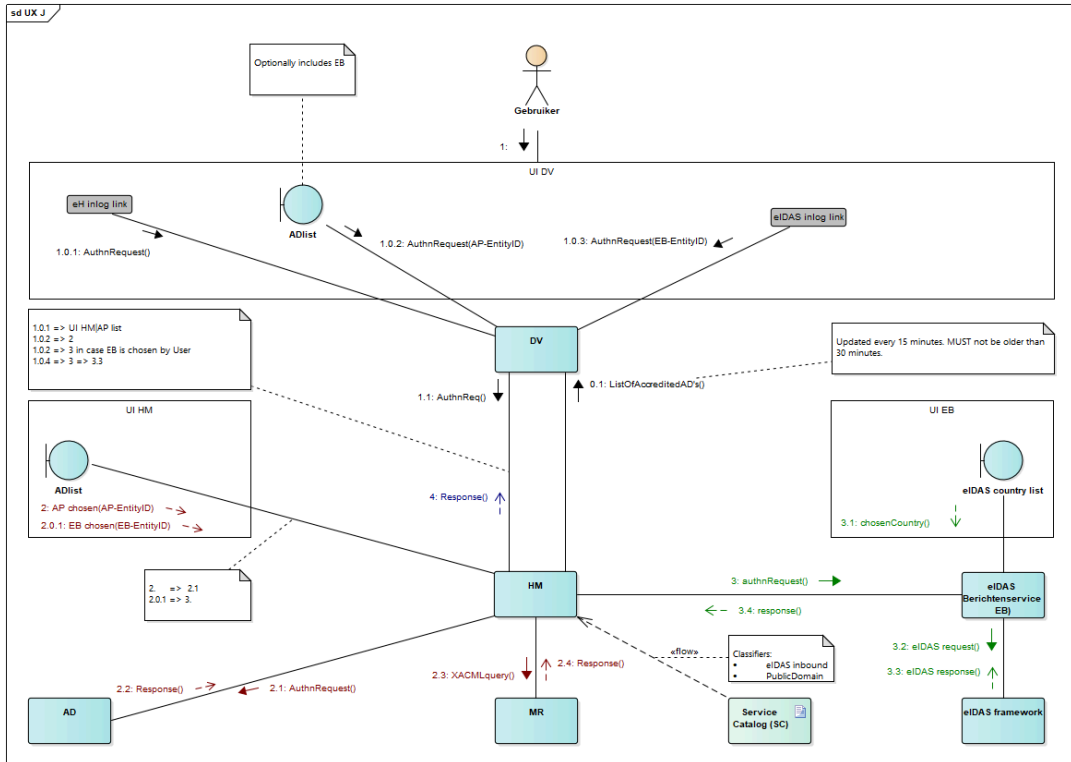 sd UX J
Optionally includes EB
Gebruiker
1:
UI DV
eH inlog link
ADlist
eIDAS inlog link
1.0.1: AuthnRequest()
1.0.2: AuthnRequest(AP-EntityID)
1.0.3: AuthnRequest(EB-EntityID)
1.0.1 => UI HM|AP list
1.0.2 => 2
1.0.2 => 3 in case EB is chosen by User
1.0.4 => 3 => 3.3
DV
Updated every 15 minutes. MUST not be older than
30 minutes.
1.1: AuthnReq()
0.1: ListOfAccreditedAD's()
UI HM
ADlist
2: AP chosen(AP-EntityID)
2.0.1: EB chosen(EB-EntityID)
4: Response()
UI EB
eIDAS country list
3.1: chosenCountry()
2. => 2.1
2.0.1 => 3.
HM
3: authnRequest()
3.4: response()
eIDAS
Berichtenservice
EB)
«flow»
Classifiers:
• eIDAS inbound
• PublicDomain
3.2: eIDAS request()
3.3: eIDAS response()
2.2: Response()
2.1: AuthnRequest()
2.3: XACMLquery()
2.4: Response()
AD
MR
Service
Catalog (SC)
eIDAS framework